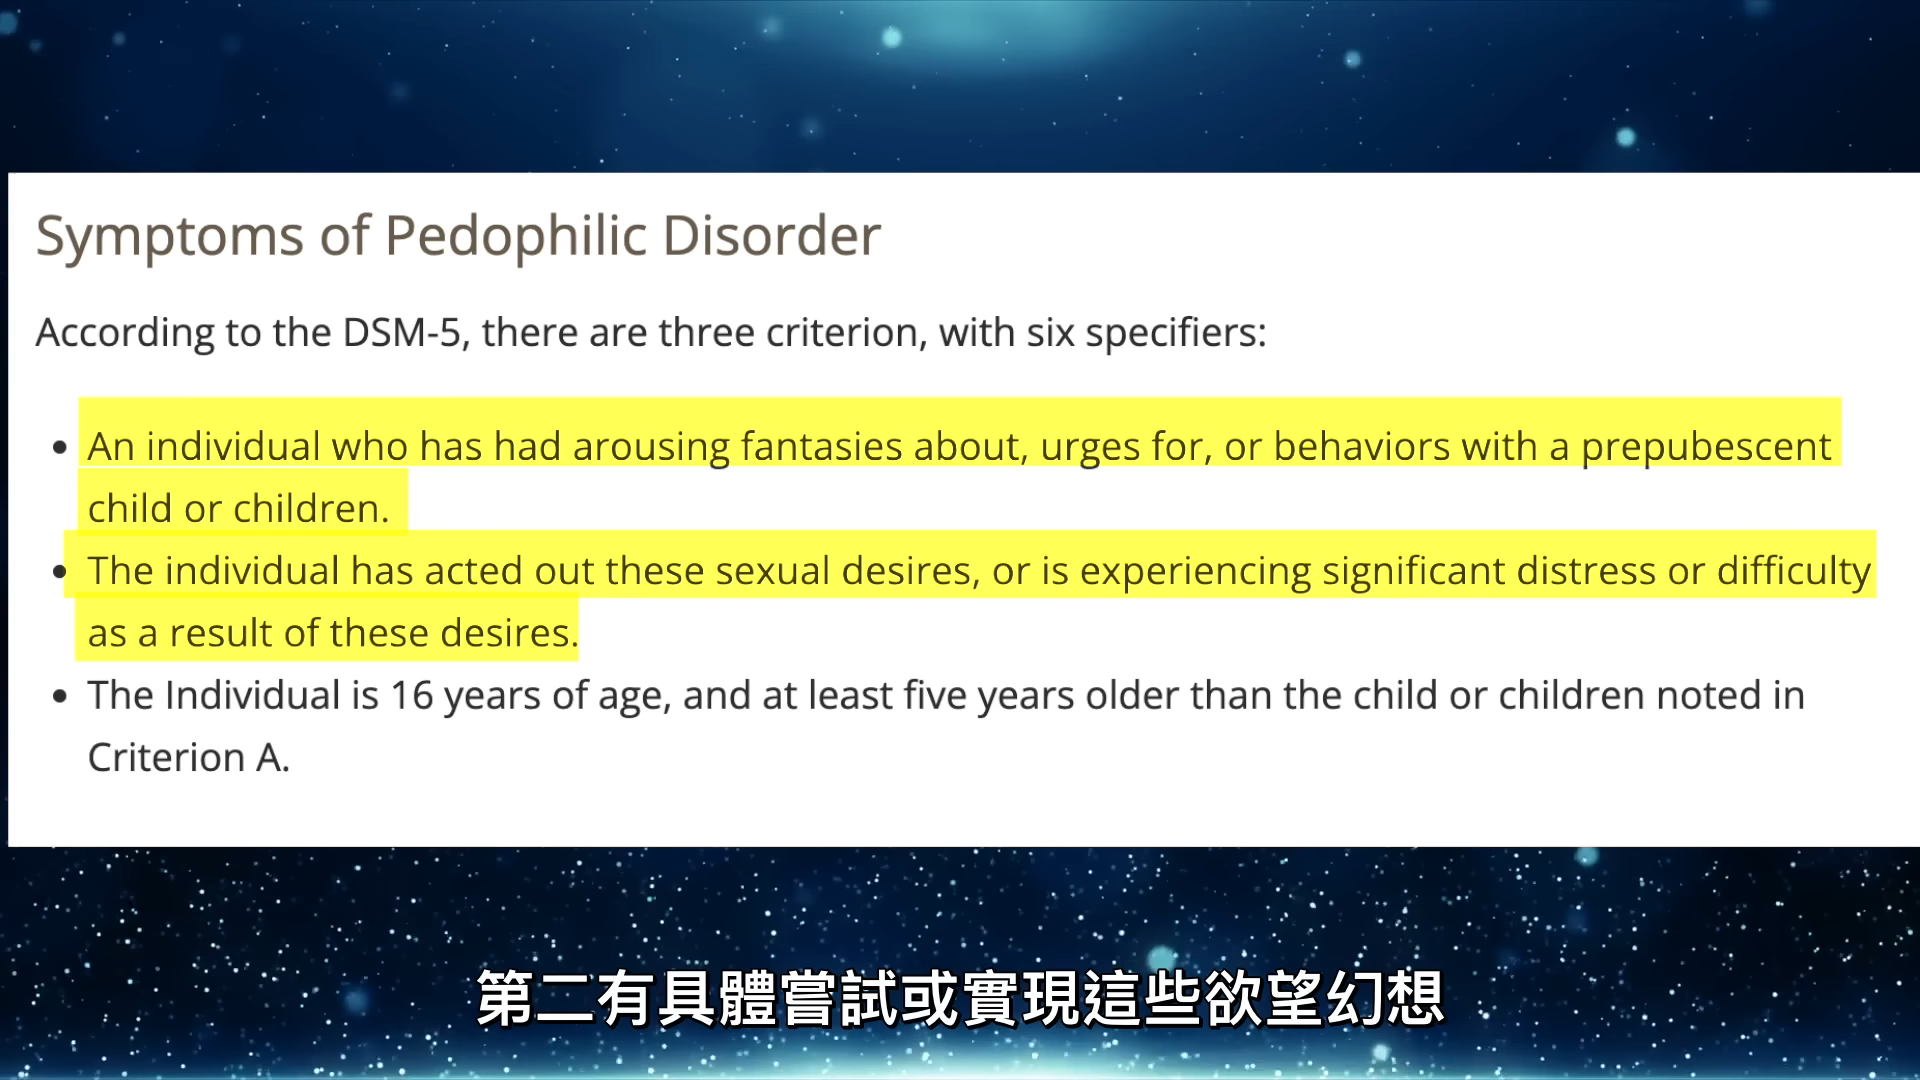 Symptoms of Pedophilic Disorder
According to the DSM-5, there are three criterion, with six specifiers:
• An individual who has had arousing fantasies about, urges for, or behaviors with a prepubescent
child or children.
• The individual has acted out these sexual desires, or is experiencing significant distress or difficulty
as a result of these desires.
• The Individual is 16 years of age, and at least five years older than the child or children noted in
Criterion A.
第二有具體嘗試或實現這些欲望幻想